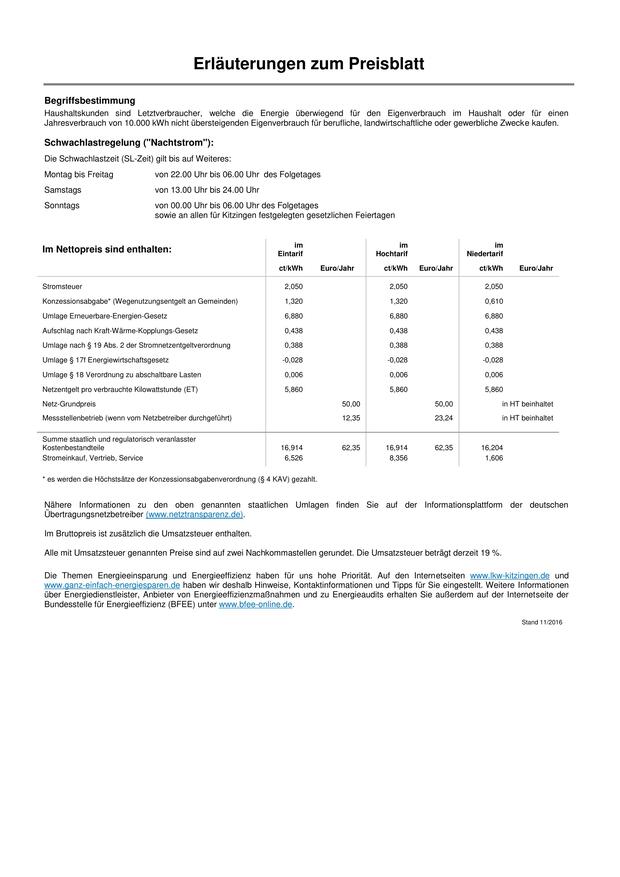 Erläuterungen zum Preisblatt
Begriffsbestimmung
Haushaltskunden sind Letztverbraucher, welche die Energie überwiegend für den Eigenverbrauch im Haushalt oder für einen
Jahresverbrauch von 10.000 kWh nicht übersteigenden Eigenverbrauch für berufliche, landwirtschaftliche oder gewerbliche Zwecke kaufen.
Schwachlastregelung ("Nachtstrom"):
Die Schwachlastzeit (SL-Zeit) gilt bis auf Weiteres:
Montag bis Freitag von 22.00 Uhr bis 06.00 Uhr des Folgetages
Samstags von 13.00 Uhr bis 24.00 Uhr
Sonntags von 00.00 Uhr bis 06.00 Uhr des Folgetages
sowie an allen für Kitzingen festgelegten gesetzlichen Feiertagen
Im Nettopreis sind enthalten: im Eintarif im Hochtarif im Niedertarif
ct/kWh Euro/Jahr ct/kWh Euro/Jahr ct/kWh Euro/Jahr
Stromsteuer 2,050 2,050 2,050
Konzessionsabgabe* (Wegenutzungsentgelt an Gemeinden) 1,320 1,320 0,610
Umlage Erneuerbare-Energien-Gesetz 6,880 6,880 6,880
Aufschlag nach Kraft-Wärme-Kopplungs-Gesetz 0,438 0,438 0,438
Umlage nach § 19 Abs. 2 der Stromnetzentgeltverordnung 0,388 0,388 0,388
Umlage § 17f Energiewirtschaftsgesetz -0,028 -0,028 -0,028
Umlage § 18 Verordnung zu abschaltbare Lasten 0,006 0,006 0,006
Netzentgelt pro verbrauchte Kilowattstunde (ET) 5,860 5,860 5,860
Netz-Grundpreis 50,00 50,00 in HT beinhaltet
Messstellenbetrieb (wenn vom Netzbetreiber durchgeführt) 12,35 23,24 in HT beinhaltet
Summe staatlich und regulatorisch veranlasster
Kostenbestandteile 16,914 62,35 16,914 62,35 16,204
Stromeinkauf, Vertrieb, Service 6,526 8,356 1,606
* es werden die Höchstsätze der Konzessionsabgabenverordnung (§ 4 KAV) gezahlt.
Nähere Informationen zu den oben genannten staatlichen Umlagen finden Sie auf der Informationsplattform der deutschen
Übertragungsnetzbetreiber (www.netztransparenz.de).
Im Bruttopreis ist zusätzlich die Umsatzsteuer enthalten.
Alle mit Umsatzsteuer genannten Preise sind auf zwei Nachkommastellen gerundet. Die Umsatzsteuer beträgt derzeit 19 %.
Die Themen Energieeinsparung und Energieeffizienz haben für uns hohe Priorität. Auf den Internetseiten www.lkw-kitzingen.de und
www.ganz-einfach-energiesparen.de haben wir deshalb Hinweise, Kontaktinformationen und Tipps für Sie eingestellt. Weitere Informationen
über Energiedienstleister, Anbieter von Energieeffizienzmaßnahmen und zu Energieaudits erhalten Sie außerdem auf der Internetseite der
Bundesstelle für Energieeffizienz (BFEE) unter www.bfee-online.de.
Stand 11/2016